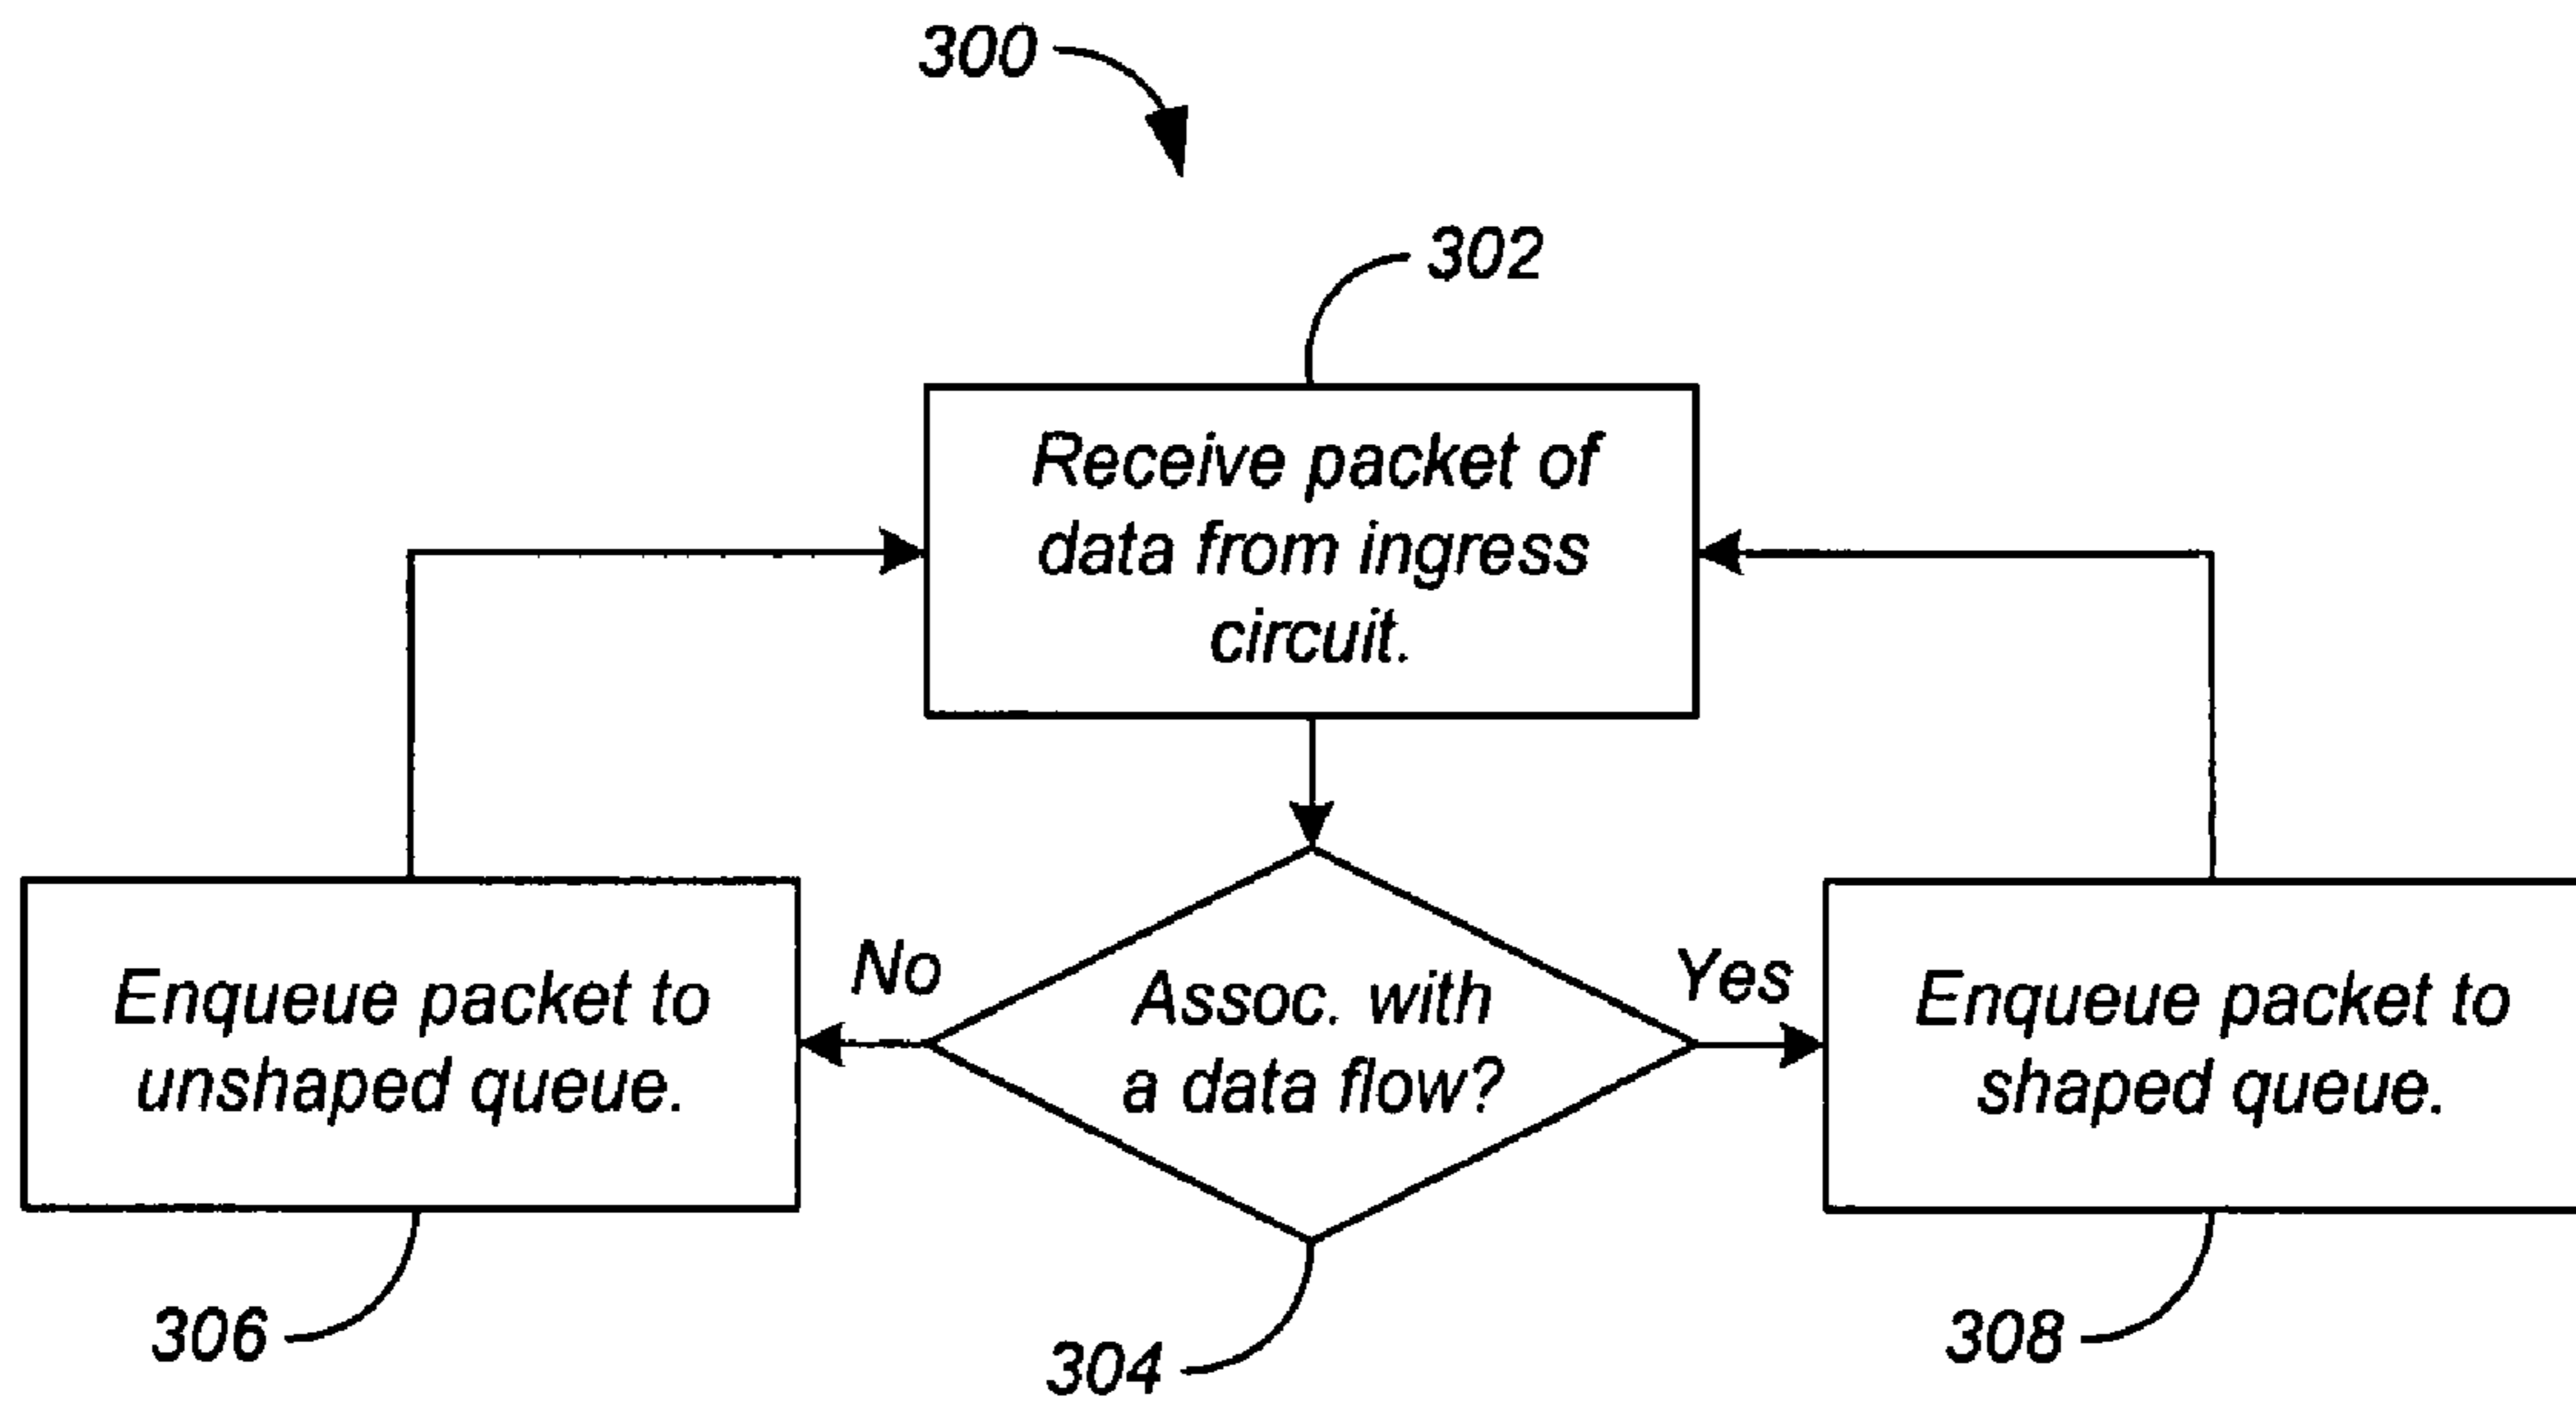 300
302
Receive packet of
data from ingress
circuit.
No
Yes
Enqueue packet to
unshaped queue.
Assoc. with
a data flow?
Enqueue packet to
shaped queue.
306
304
308